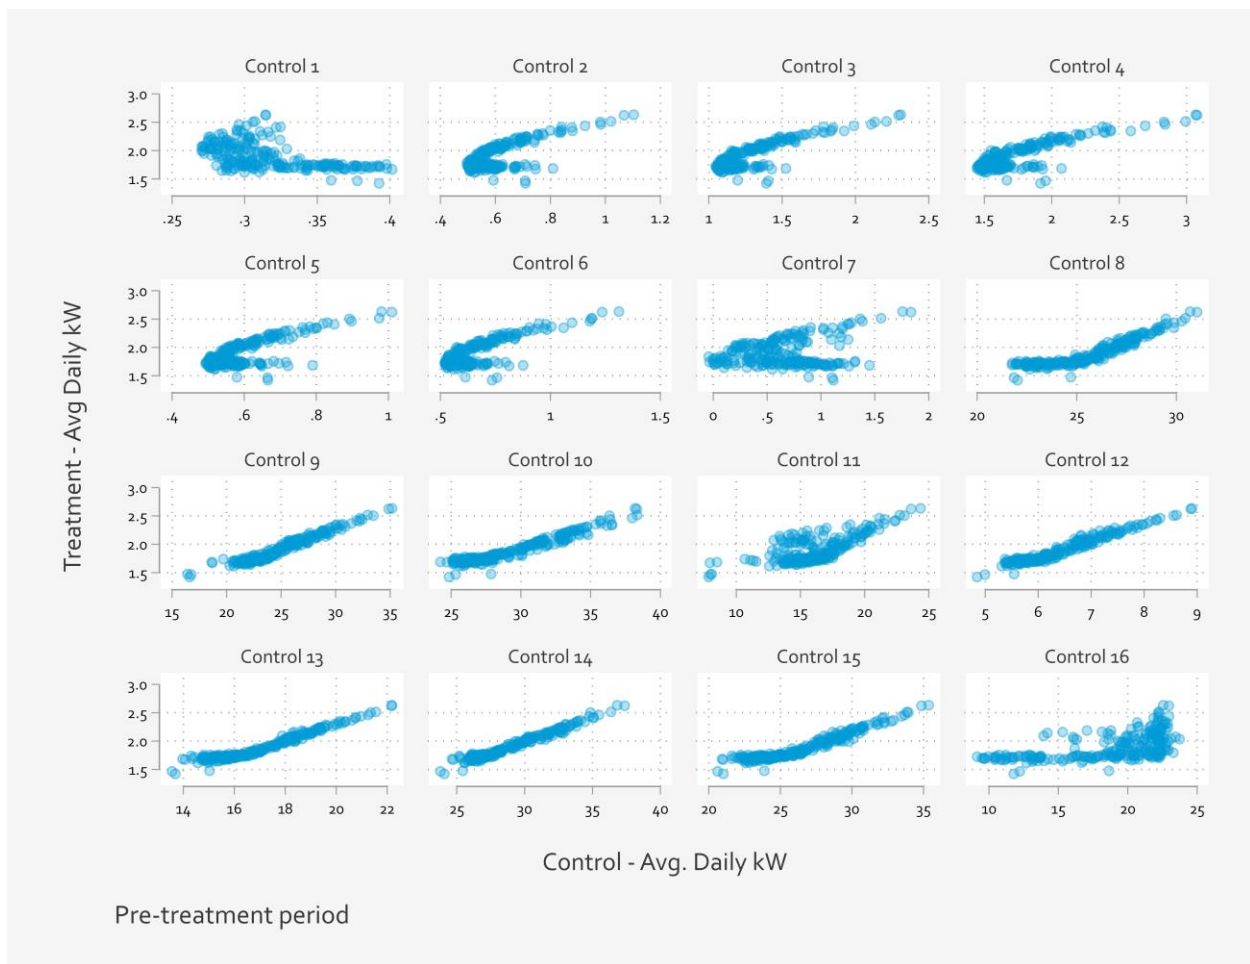 Control 1 Control 2 Control 3 Control 4
3.0
2.5
2.0
1.5
.25 .3 .35 .4 .4 .6 .8 1 1.2 1 1.5 2 2.5 1.5 2 2.5 3
Control 5 Control 6 Control 7 Control 8
3.0
2.5
2.0
1.5
.4 .6 .8 1 .5 1 1.5 0 .5 1 1.5 2 20 25 30
Treatment - Avg Daily kW
Control 9 Control 10 Control 11 Control 12
3.0
2.5
2.0
1.5
15 20 25 30 35 25 30 35 40 10 15 20 25 5 6 7 8 9
Control 13 Control 14 Control 15 Control 16
3.0
2.5
2.0
1.5
14 16 18 20 22 25 30 35 40 20 25 30 35 10 15 20 25
Control - Avg. Daily kW
Pre-treatment period